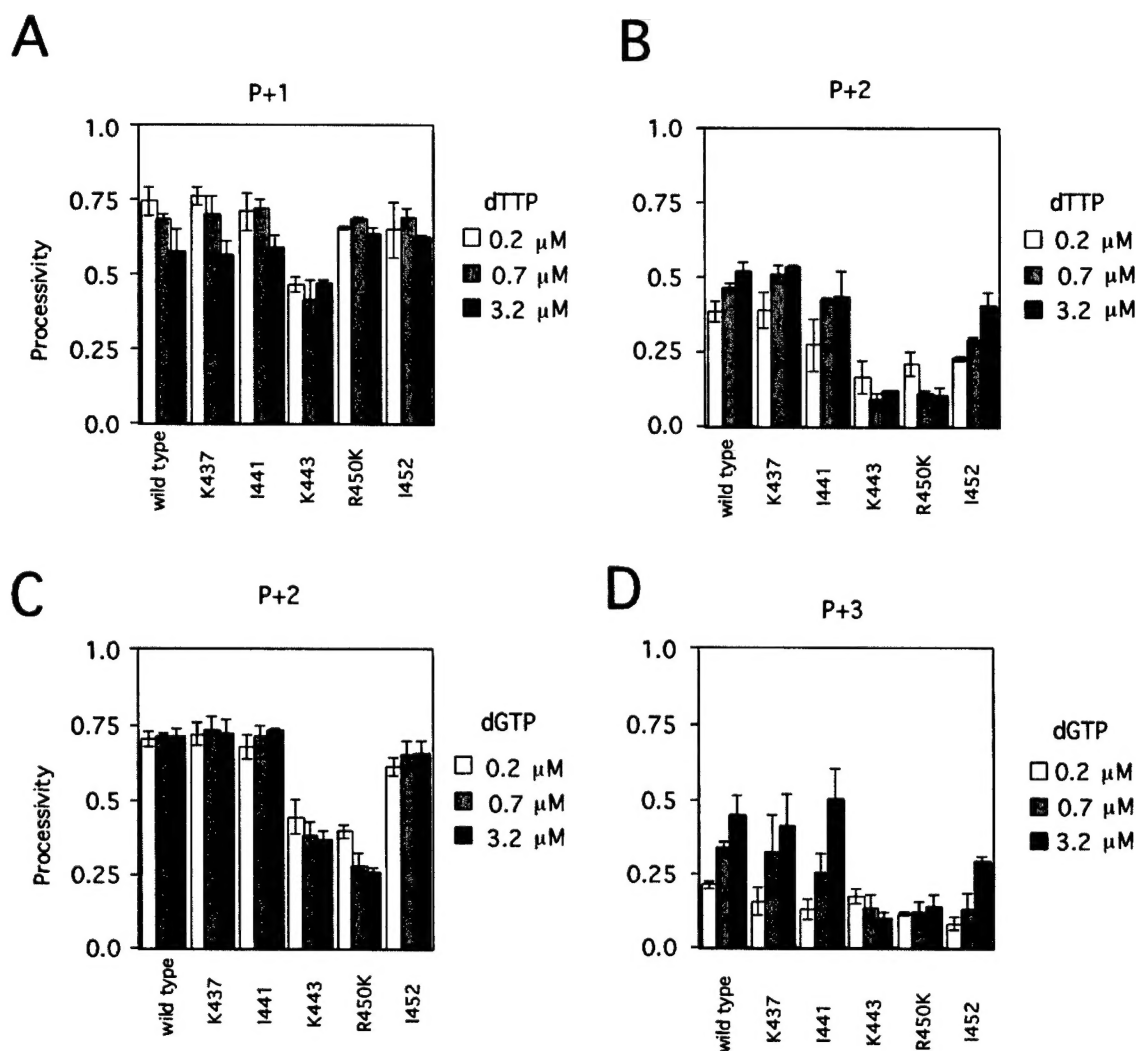 A
P+1
1.0
0.75
0.5
0.25
0.0
Processivity
wild type
K437
I441
K443
R450K
I452
dTTP
0.2 μM
0.7 μM
3.2 μM
B
P+2
1.0
0.75
0.5
0.25
0.0
wild type
K437
I441
K443
R450K
I452
dTTP
0.2 μM
0.7 μM
3.2 μM
C
P+2
1.0
0.75
0.5
0.25
0.0
Processivity
wild type
K437
I441
K443
R450K
I452
dGTP
0.2 μM
0.7 μM
3.2 μM
D
P+3
1.0
0.75
0.5
0.25
0.0
wild type
K437
I441
K443
R450K
I452
dGTP
0.2 μM
0.7 μM
3.2 μM